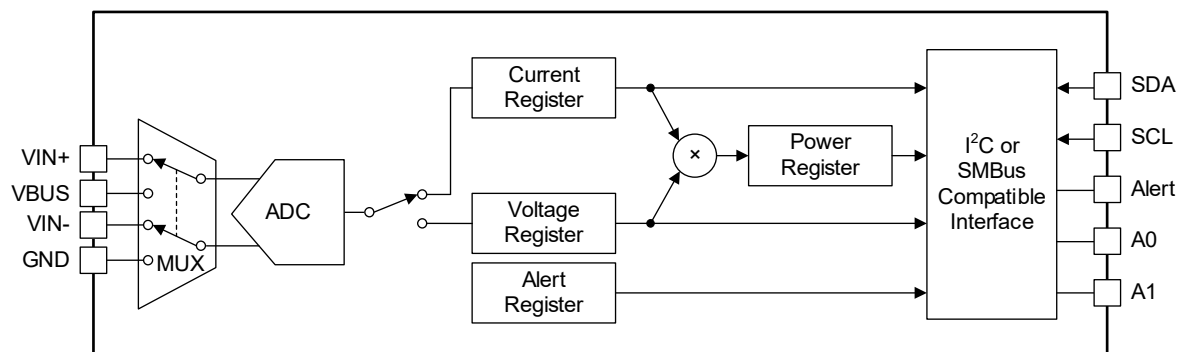 VIN+
VBUS
VIN-
GND
MUX
ADC
Current
Register
Voltage
Register
Alert
Register
×
Power
Register
I²C or
SMBus
Compatible
Interface
SDA
SCL
Alert
A0
A1